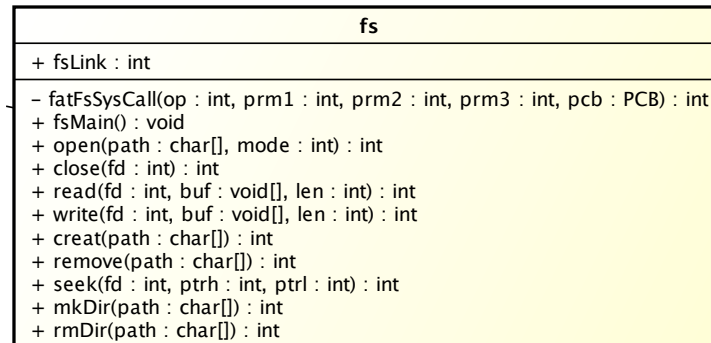 fs
+ fsLink : int
– fatFsSysCall(op : int, prm1 : int, prm2 : int, prm3 : int, pcb : PCB) : int
+ fsMain() : void
+ open(path : char[], mode : int) : int
+ close(fd : int) : int
+ read(fd : int, buf : void[], len : int) : int
+ write(fd : int, buf : void[], len : int) : int
+ creat(path : char[]) : int
+ remove(path : char[]) : int
+ seek(fd : int, ptrh : int, ptrl : int) : int
+ mkDir(path : char[]) : int
+ rmDir(path : char[]) : int